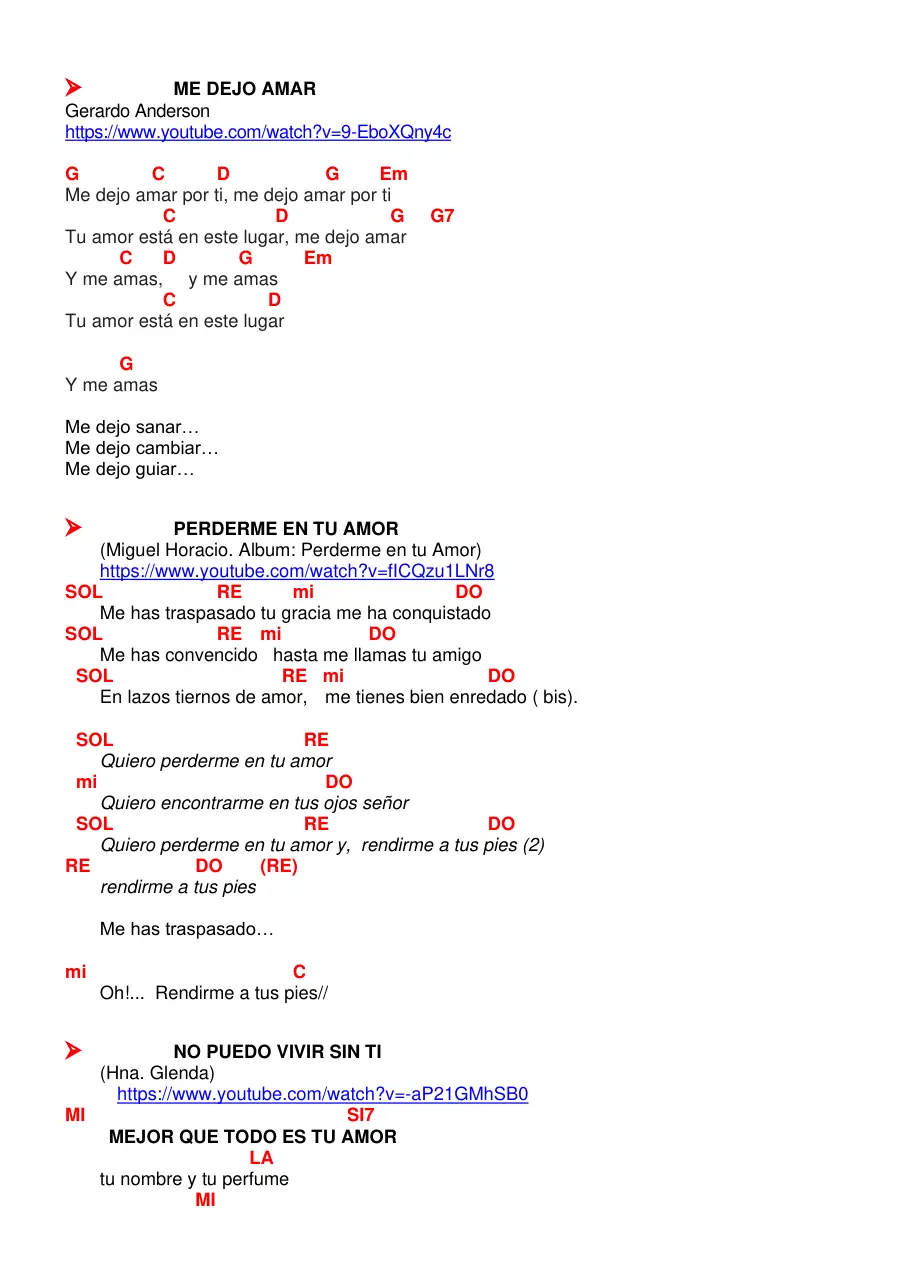 ➢ ME DEJO AMAR
Gerardo Anderson
https://www.youtube.com/watch?v=9-EboXQny4c
G C D G Em
Me dejo amar por ti, me dejo amar por ti
C D G G7
Tu amor está en este lugar, me dejo amar
C D G Em
Y me amas, y me amas
C D
Tu amor está en este lugar
G
Y me amas
Me dejo sanar…
Me dejo cambiar…
Me dejo guiar…
➢ PERDERME EN TU AMOR
(Miguel Horacio. Album: Perderme en tu Amor)
https://www.youtube.com/watch?v=fICQzu1LNr8
SOL RE mi DO
Me has traspasado tu gracia me ha conquistado
SOL RE mi DO
Me has convencido hasta me llamas tu amigo
SOL RE mi DO
En lazos tiernos de amor, me tienes bien enredado ( bis).
SOL RE
Quiero perderme en tu amor
mi DO
Quiero encontrarme en tus ojos señor
SOL RE DO
Quiero perderme en tu amor y, rendirme a tus pies (2)
RE DO (RE)
rendirme a tus pies
Me has traspasado…
mi C
Oh!... Rendirme a tus pies//
➢ NO PUEDO VIVIR SIN TI
(Hna. Glenda)
https://www.youtube.com/watch?v=-aP21GMhSB0
MI SI7
MEJOR QUE TODO ES TU AMOR
LA
tu nombre y tu perfume
MI